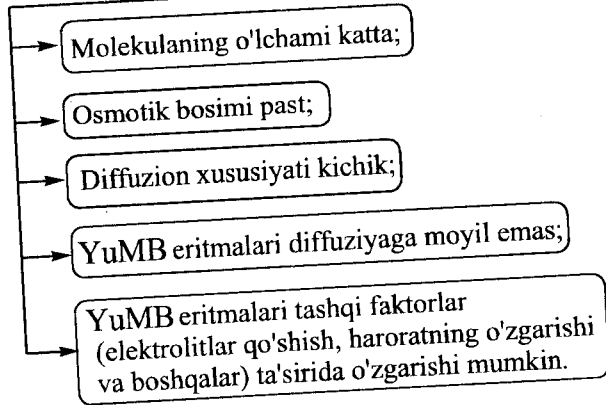 Molekulaning o'lchami katta;
Osmotik bosimi past;
Diffuzion xususiyati kichik;
YuMB eritmalari diffuziyaga moyil emas;
YuMB eritmalari tashqi faktorlar
(elektrolitlar qo'shish, haroratning o'zgarishi
va boshqalar) ta'sirida o'zgarishi mumkin.